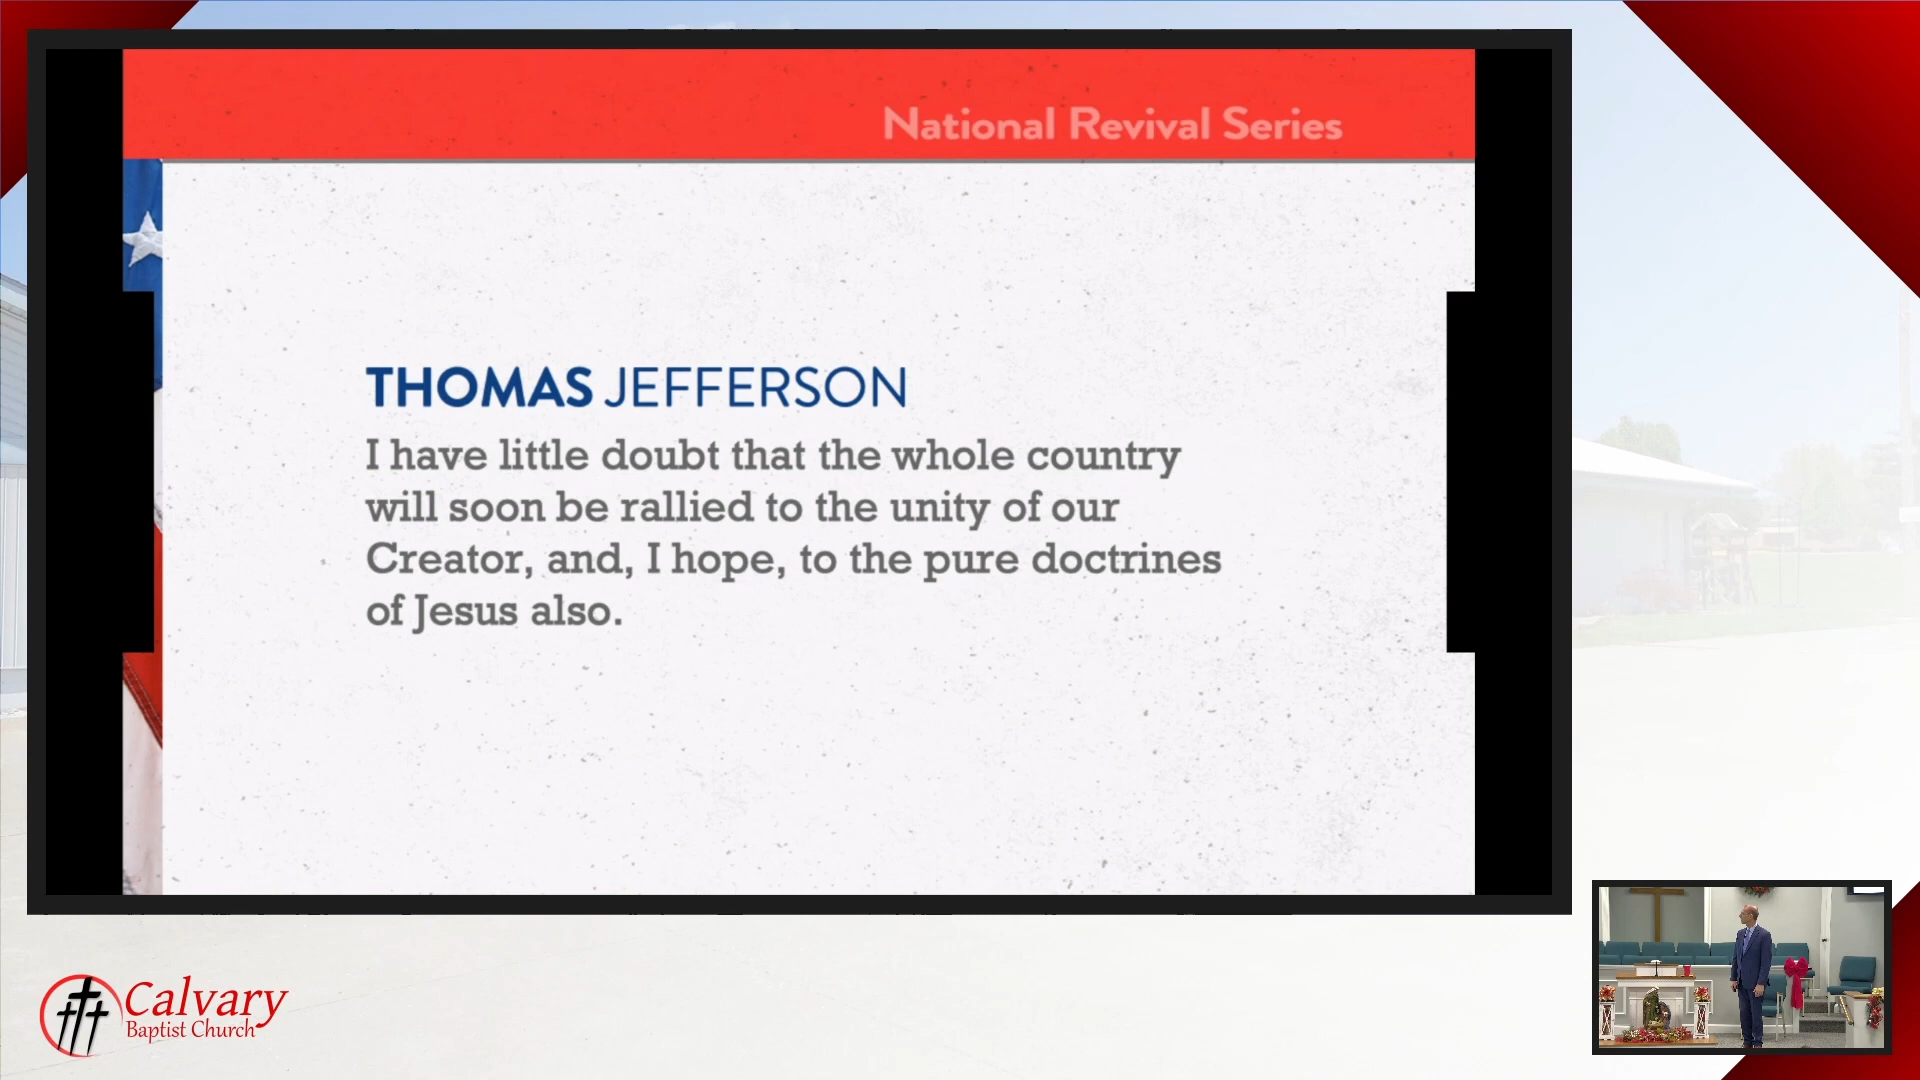 National Revival Series
THOMAS JEFFERSON
I have little doubt that the whole country
will soon be rallied to the unity of our
Creator, and, I hope, to the pure doctrines
of Jesus also.
Calvary
Baptist Church